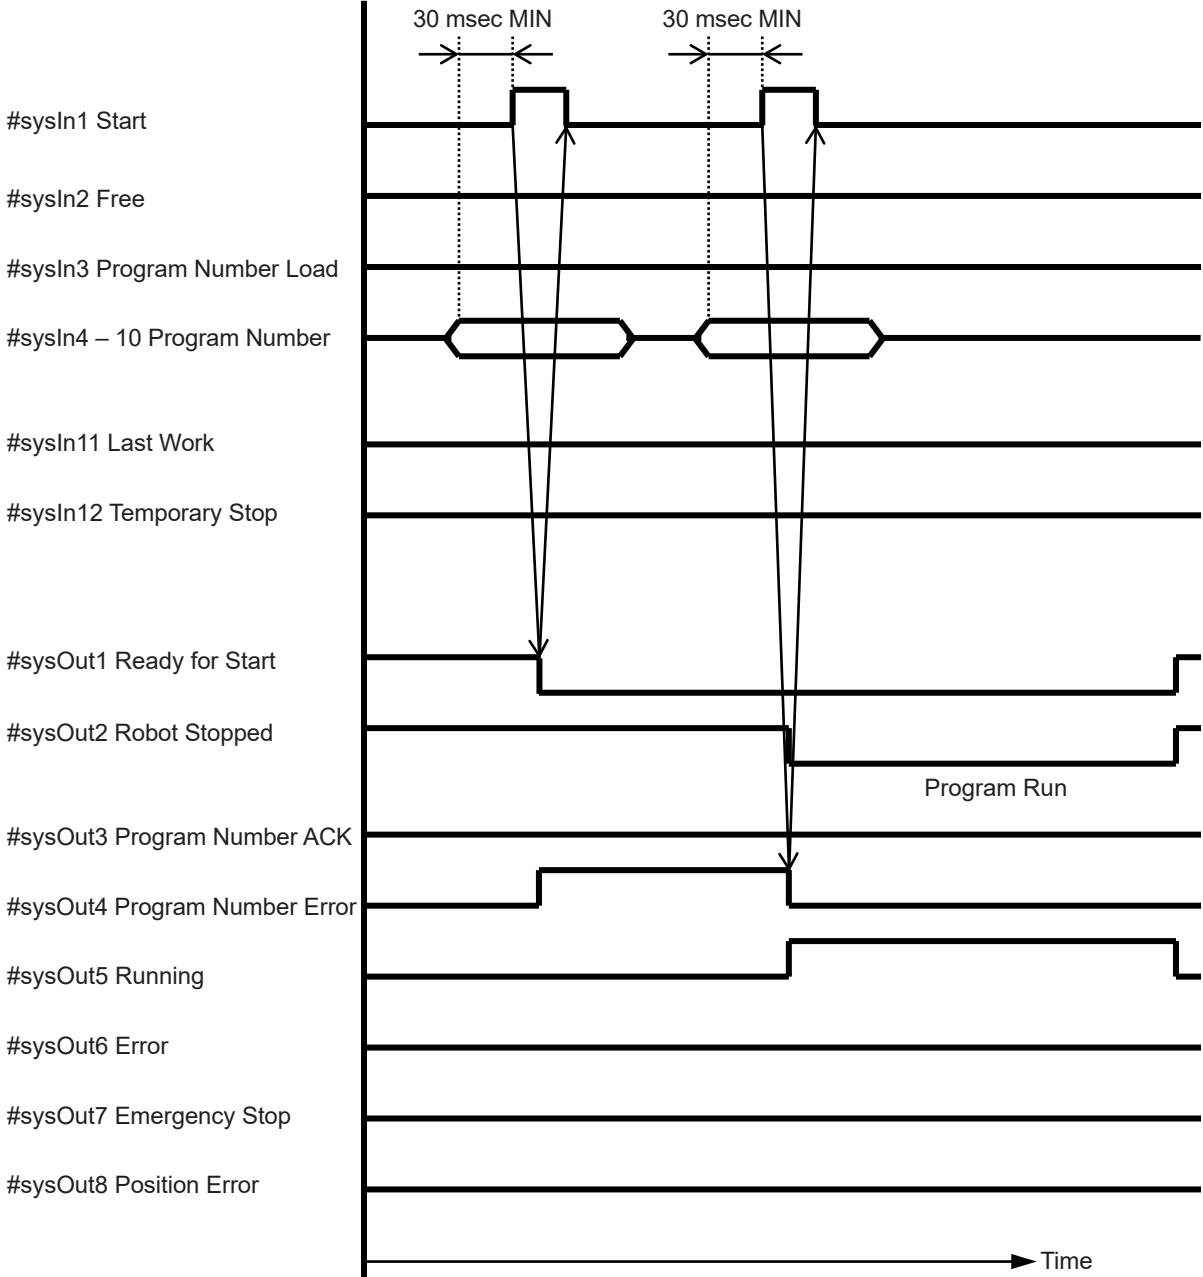 30 msec MIN
30 msec MIN
#sysIn1 Start
#sysIn2 Free
#sysIn3 Program Number Load
#sysIn4 – 10 Program Number
#sysIn11 Last Work
#sysIn12 Temporary Stop
#sysOut1 Ready for Start
#sysOut2 Robot Stopped
Program Run
#sysOut3 Program Number ACK
#sysOut4 Program Number Error
#sysOut5 Running
#sysOut6 Error
#sysOut7 Emergency Stop
#sysOut8 Position Error
Time